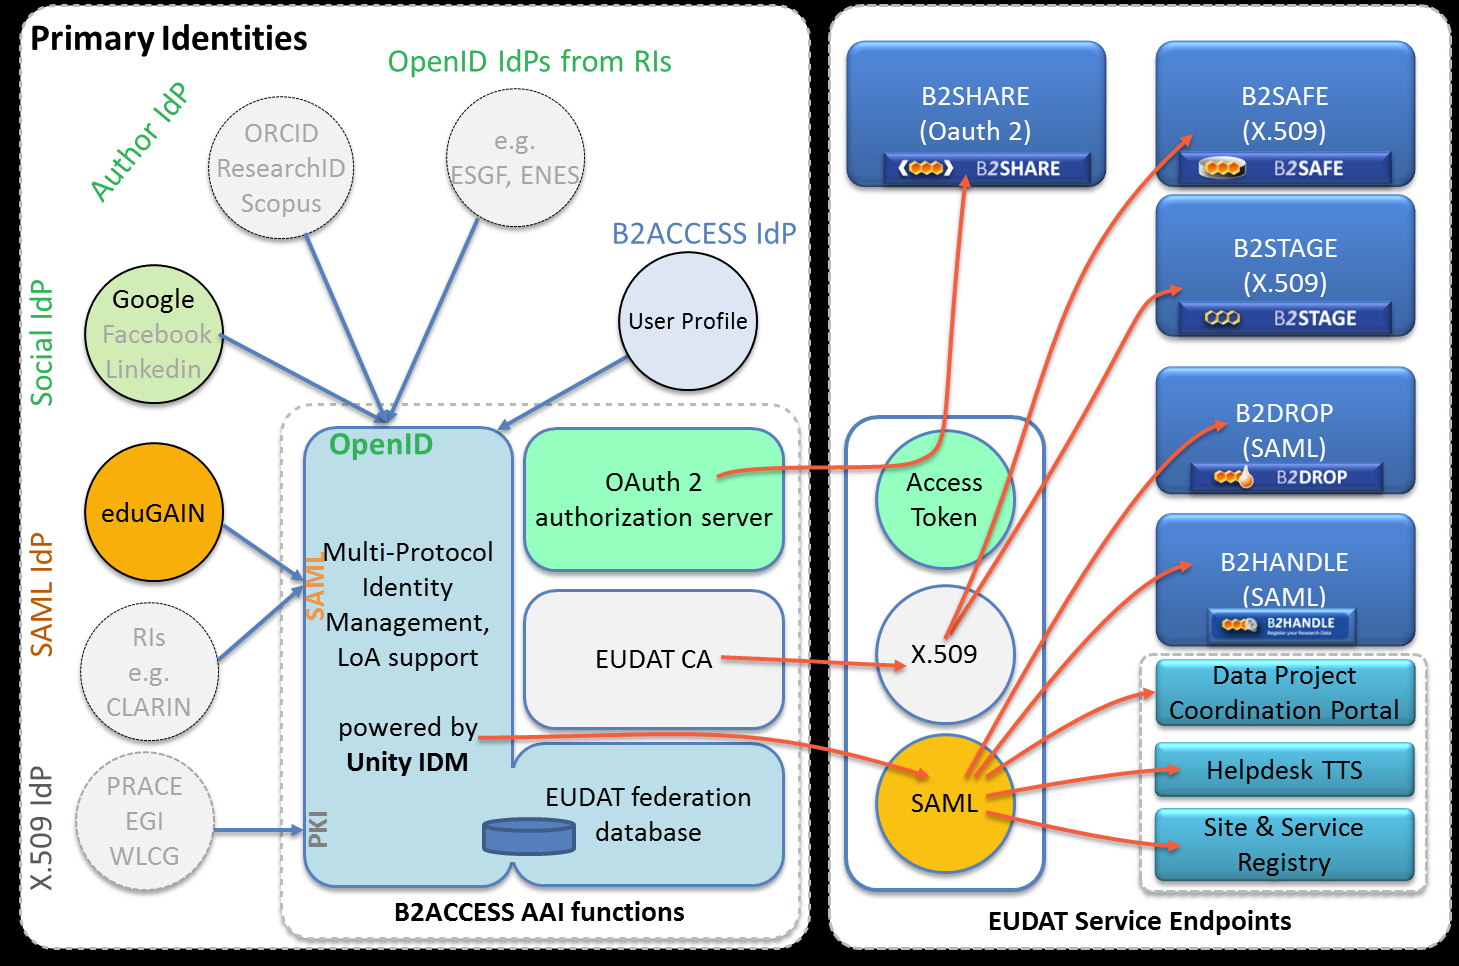 Primary Identities
OpenID IdPs from RIs
Author IdP
ORCID
ResearchID
Scopus
e.g.
ESGF, ENES
B2ACCESS IdP
User Profile
Social IdP
Google
Facebook
Linkedin
SAML IdP
eduGAIN
RIs
e.g.
CLARIN
X.509 IdP
PRACE
EGI
WLCG
OpenID
SAML
PKI
Multi-Protocol
Identity
Management,
LoA support
powered by
Unity IDM
OAuth 2
authorization server
EUDAT CA
EUDAT federation
database
B2ACCESS AAI functions
Access
Token
X.509
SAML
B2SHARE
(Oauth 2)
B2SHARE
B2SAFE
(X.509)
B2SAFE
B2STAGE
(X.509)
B2STAGE
B2DROP
(SAML)
B2DROP
B2HANDLE
(SAML)
B2HANDLE
Register your Research Data
Data Project
Coordination Portal
Helpdesk TTS
Site & Service
Registry
EUDAT Service Endpoints